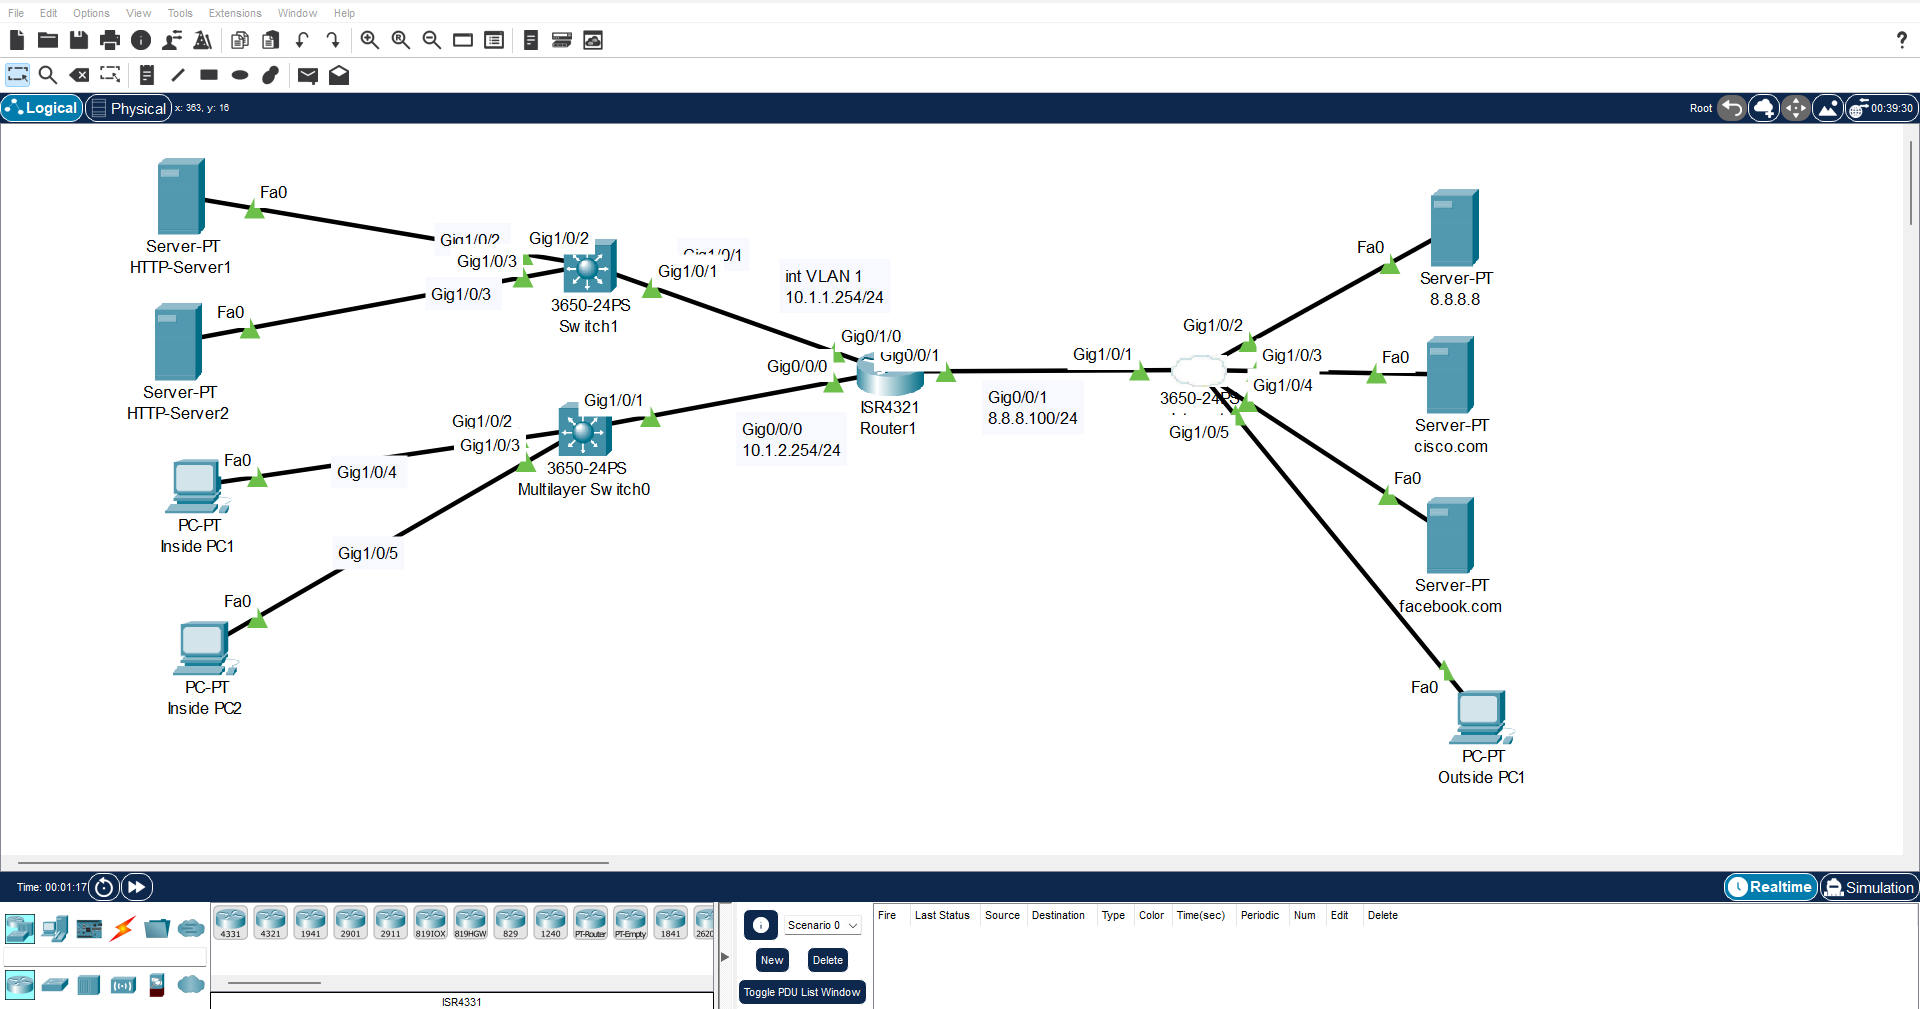 File Edit Options View Tools Extensions Window Help
?
Logical Physical x: 363, y: 16 Root 00:39:30
Fa0
Server-PT
HTTP-Server1
Gig1/0/2 Gig1/0/2
Gig1/0/3
Gig1/0/3
Gig1/0/1
Gig1/0/1
3650-24PS
Switch1
int VLAN 1
10.1.1.254/24
Fa0
Server-PT
HTTP-Server2
Gig0/1/0
Gig0/0/1
Gig0/0/0
ISR4321
Router1
Gig1/0/1
Gig1/0/2
Gig1/0/3
3650-24PS
Multilayer Switch0
Gig0/0/0
10.1.2.254/24
Gig0/0/1
8.8.8.100/24
Fa0
Gig1/0/4
PC-PT
Inside PC1
Gig1/0/5
Fa0
PC-PT
Inside PC2
Gig1/0/1
Gig1/0/2
Gig1/0/3
Gig1/0/4
3650-24PS
Gig1/0/5
Fa0
Server-PT
8.8.8.8
Fa0
Server-PT
cisco.com
Fa0
Server-PT
facebook.com
Fa0
PC-PT
Outside PC1
Time: 00:01:17 Realtime Simulation
4331 4321 1941 2901 2911 819IOX 819HGW 829 1240 PT-Router PT-Empty 1841 2620
ISR4331
Scenario 0
New Delete
Toggle PDU List Window
Fire Last Status Source Destination Type Color Time(sec) Periodic Num Edit Delete